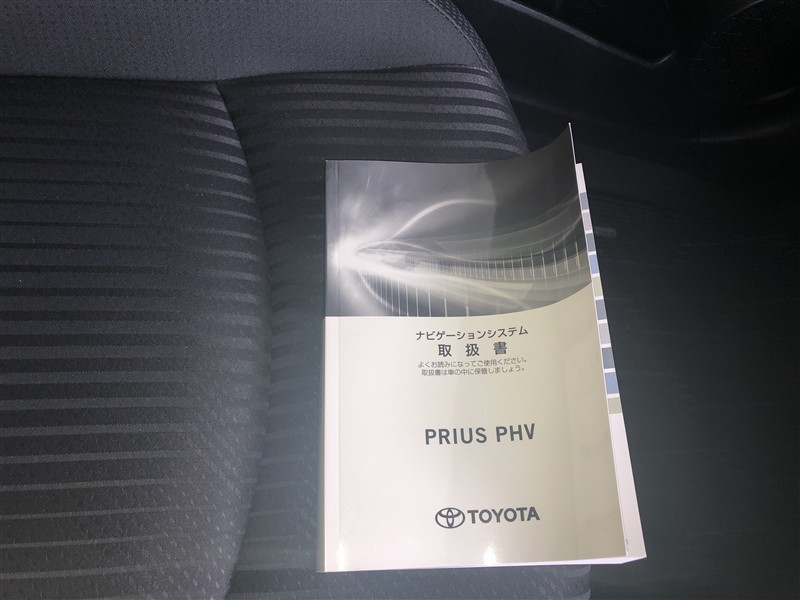 ナビゲーションシステム
取扱書
よくお読みになってご使用ください。
取扱書は車の中に保管しましょう。
PRIUS PHV
TOYOTA